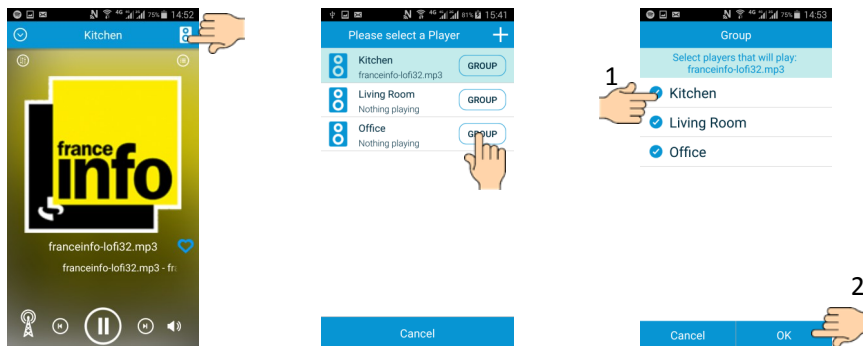 75% 14:52
Kitchen
france
info
franceinfo-lofi32.mp3
franceinfo-lofi32.mp3 - fra
4G 81% 15:41
Please select a Player +
Kitchen
franceinfo-lofi32.mp3
GROUP
Living Room
Nothing playing
GROUP
Office
Nothing playing
GROUP
Cancel
4G 75% 14:53
Group
Select players that will play:
franceinfo-lofi32.mp3
1
Kitchen
Living Room
Office
2
Cancel OK